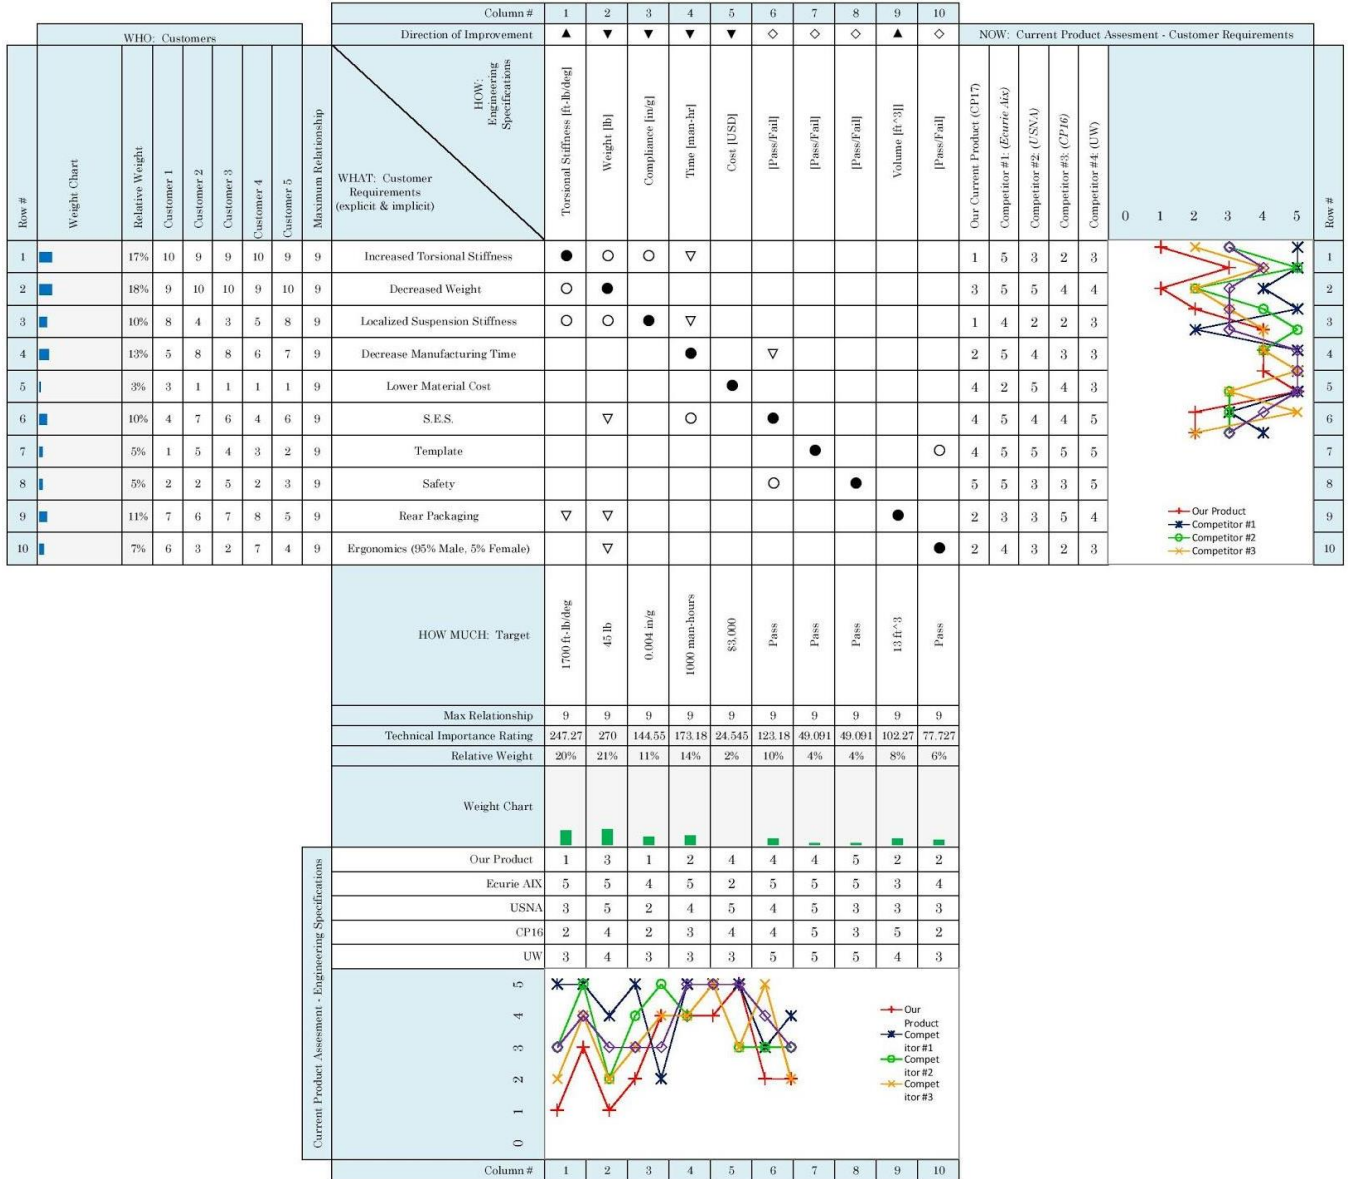 Column # 1 2 3 4 5 6 7 8 9 10
WHO: Customers
Direction of Improvement ▲ ▼ ▼ ▼ ▼ ◇ ◇ ◇ ▲ ◇
NOW: Current Product Assesment - Customer Requirements
Row #
Weight Chart
Relative Weight
Customer 1
Customer 2
Customer 3
Customer 4
Customer 5
Maximum Relationship
HOW:
Engineering
Specifications
WHAT: Customer
Requirements
(explicit & implicit)
Torsional Stiffness [ft-lb/deg]
Weight [lb]
Compliance [in/g]
Time [man-hr]
Cost [USD]
[Pass/Fail]
[Pass/Fail]
[Pass/Fail]
Volume [ft^3]]
[Pass/Fail]
Our Current Product (CP17)
Competitor #1: (Ecurie Aix)
Competitor #2: (USNA)
Competitor #3: (CP16)
Competitor #4: (UW)
0 1 2 3 4 5
Row #
1 17% 10 9 9 10 9 9 Increased Torsional Stiffness ● ○ ○ ▽ 1 5 3 2 3 1
2 18% 9 10 10 9 10 9 Decreased Weight ○ ● 3 5 5 4 4 2
3 10% 8 4 3 5 8 9 Localized Suspension Stiffness ○ ○ ● ▽ 1 4 2 2 3 3
4 13% 5 8 8 6 7 9 Decrease Manufacturing Time ● ▽ 2 5 4 3 3 4
5 3% 3 1 1 1 1 9 Lower Material Cost ● 4 2 5 4 3 5
6 10% 4 7 6 4 6 9 S.E.S. ▽ ○ ● 4 5 4 4 5 6
7 5% 1 5 4 3 2 9 Template ● ○ 4 5 5 5 5 7
8 5% 2 2 5 2 3 9 Safety ○ ● 5 5 3 3 5 8
9 11% 7 6 7 8 5 9 Rear Packaging ▽ ▽ ● 2 3 3 5 4 9
10 7% 6 3 2 7 4 9 Ergonomics (95% Male, 5% Female) ▽ ● 2 4 3 2 3 10
Our Product
Competitor #1
Competitor #2
Competitor #3
HOW MUCH: Target
1700 ft-lb/deg
45 lb
0.004 in/g
1000 man-hours
$3,000
Pass
Pass
Pass
13 ft^3
Pass
Max Relationship 9 9 9 9 9 9 9 9 9 9
Technical Importance Rating 247.27 270 144.55 173.18 24.545 123.18 49.091 49.091 102.27 77.727
Relative Weight 20% 21% 11% 14% 2% 10% 4% 4% 8% 6%
Weight Chart
Current Product Assesment - Engineering Specifications
Our Product 1 3 1 2 4 4 4 5 2 2
Ecurie AIX 5 5 4 5 2 5 5 5 3 4
USNA 3 5 2 4 5 4 5 3 3 3
CP16 2 4 2 3 4 4 5 3 5 2
UW 3 4 3 3 3 5 5 5 4 3
5
4
3
2
1
0
Our
Product
Compet
itor #1
Compet
itor #2
Compet
itor #3
Column # 1 2 3 4 5 6 7 8 9 10